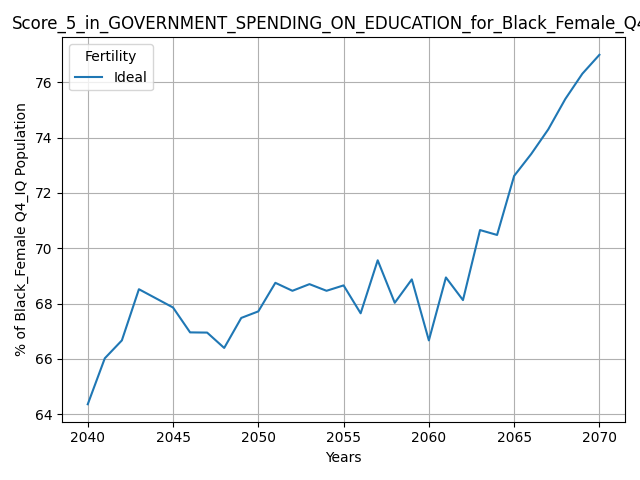 Score_5_in_GOVERNMENT_SPENDING_ON_EDUCATION_for_Black_Female_Q4
Fertility
Ideal
% of Black_Female Q4_IQ Population
76
74
72
70
68
66
64
2040 2045 2050 2055 2060 2065 2070
Years